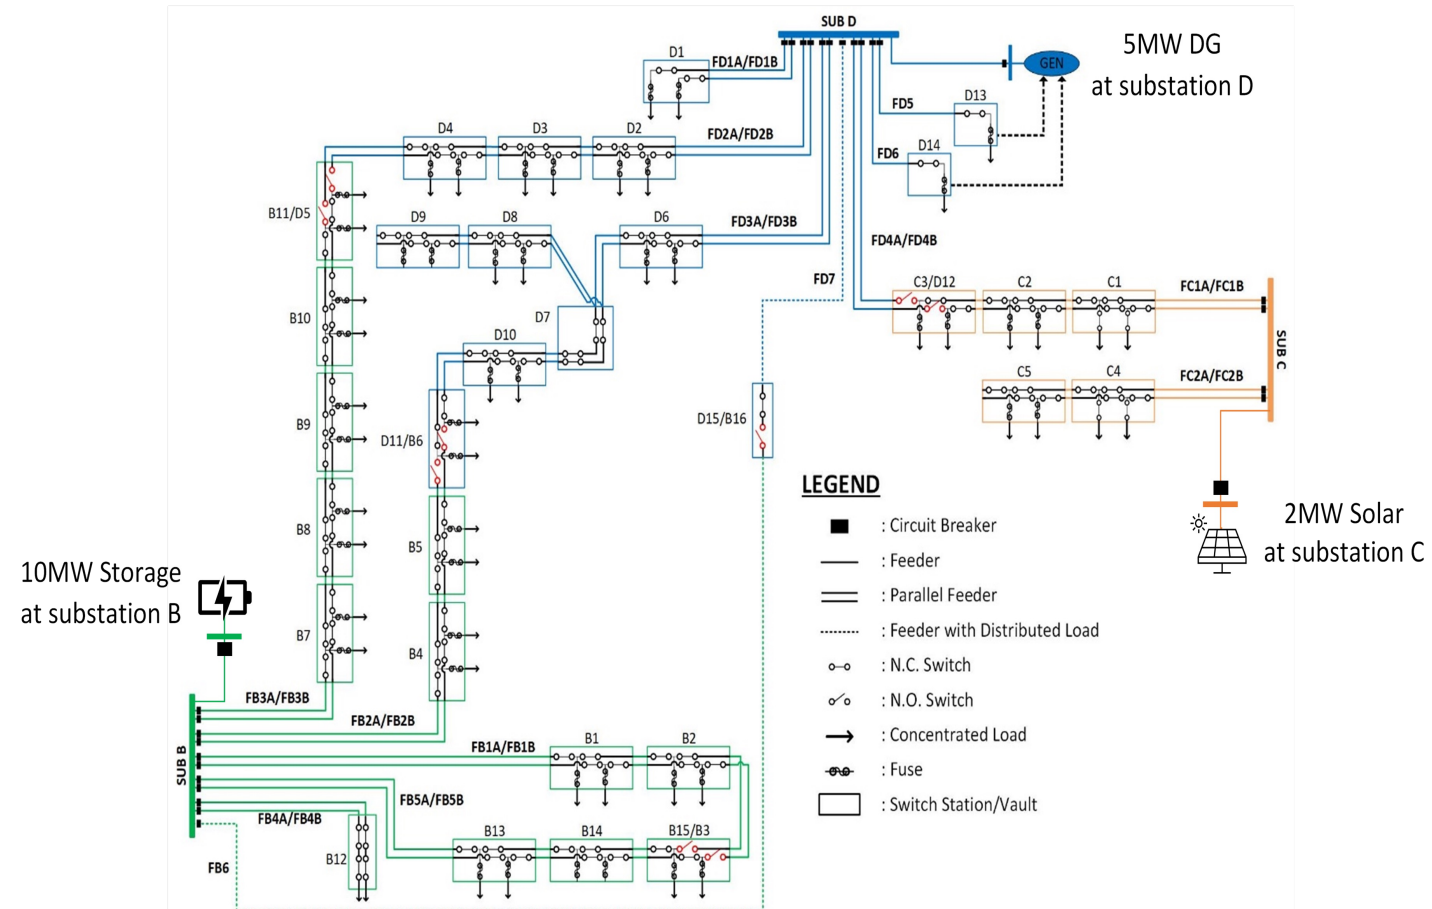 SUB D
5MW DG
at substation D
GEN
D1
FD1A/FD1B
D13
FD5
D4
D3
D2
FD2A/FD2B
D14
FD6
B11/D5
D9
D8
D6
FD3A/FD3B
FD4A/FD4B
FD7
C3/D12
C2
C1
FC1A/FC1B
B10
D7
D10
SUB C
C5
C4
FC2A/FC2B
B9
D11/B6
D15/B16
LEGEND
: Circuit Breaker
: Feeder
: Parallel Feeder
: Feeder with Distributed Load
: N.C. Switch
: N.O. Switch
: Concentrated Load
: Fuse
: Switch Station/Vault
2MW Solar
at substation C
B8
B5
10MW Storage
at substation B
B7
B4
FB3A/FB3B
FB2A/FB2B
SUB B
FB1A/FB1B
B1
B2
FB5A/FB5B
FB4A/FB4B
B12
B13
B14
B15/B3
FB6